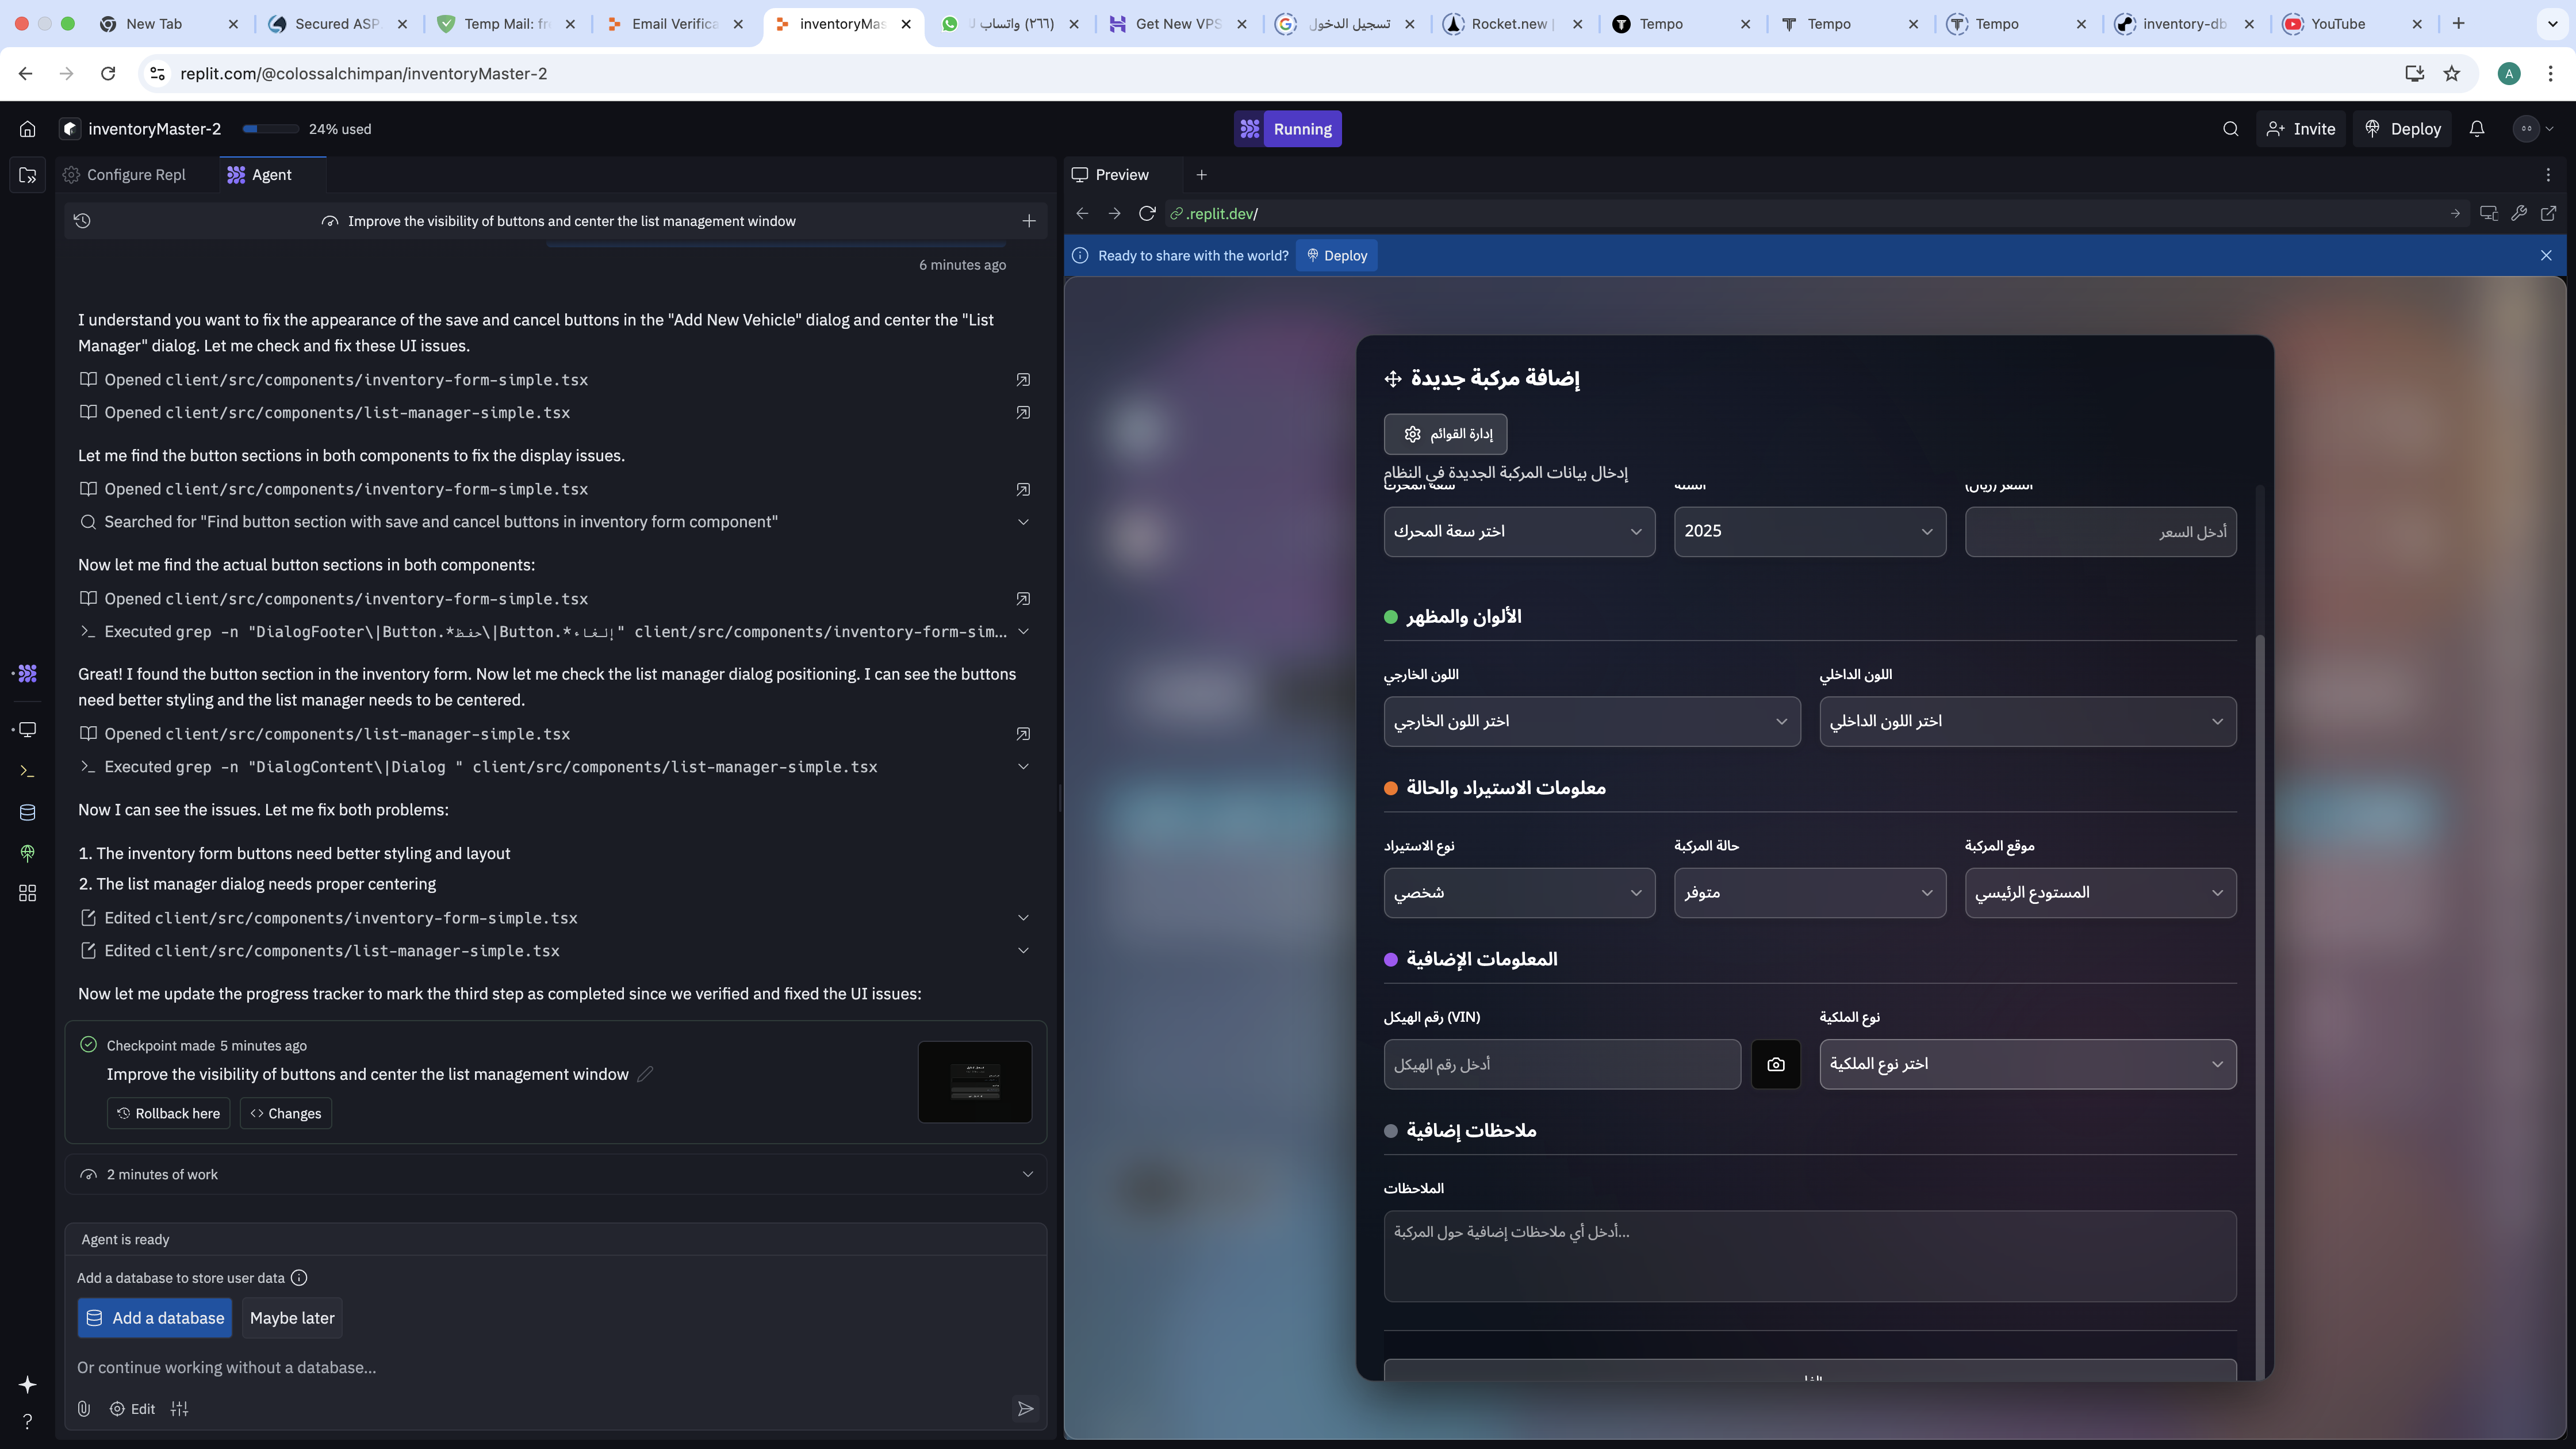 New Tab
Secured ASP
Temp Mail: fr
Email Verifica
inventoryMas
(٢٦٦) واتساب
Get New VPS
تسجيل الدخول
Rocket.new
Tempo
Tempo
Tempo
inventory-db
YouTube
replit.com/@colossalchimpan/inventoryMaster-2
A
inventoryMaster-2
24% used
Running
Invite
Deploy
Configure Repl
Agent
Improve the visibility of buttons and center the list management window
6 minutes ago
I understand you want to fix the appearance of the save and cancel buttons in the "Add New Vehicle" dialog and center the "List
Manager" dialog. Let me check and fix these UI issues.
Opened client/src/components/inventory-form-simple.tsx
Opened client/src/components/list-manager-simple.tsx
Let me find the button sections in both components to fix the display issues.
Opened client/src/components/inventory-form-simple.tsx
Searched for "Find button section with save and cancel buttons in inventory form component"
Now let me find the actual button sections in both components:
Opened client/src/components/inventory-form-simple.tsx
Executed grep -n "DialogFooter\|Button.*حفظ\|Button.*إلغاء" client/src/components/inventory-form-sim...
Great! I found the button section in the inventory form. Now let me check the list manager dialog positioning. I can see the buttons
need better styling and the list manager needs to be centered.
Opened client/src/components/list-manager-simple.tsx
Executed grep -n "DialogContent\|Dialog " client/src/components/list-manager-simple.tsx
Now I can see the issues. Let me fix both problems:
1. The inventory form buttons need better styling and layout
2. The list manager dialog needs proper centering
Edited client/src/components/inventory-form-simple.tsx
Edited client/src/components/list-manager-simple.tsx
Now let me update the progress tracker to mark the third step as completed since we verified and fixed the UI issues:
Checkpoint made 5 minutes ago
Improve the visibility of buttons and center the list management window
Rollback here
Changes
2 minutes of work
Agent is ready
Add a database to store user data
Add a database
Maybe later
Or continue working without a database...
Edit
Preview
.replit.dev/
Ready to share with the world?
Deploy
إضافة مركبة جديدة
إدارة القوائم
إدخال بيانات المركبة الجديدة في النظام
سعة المحرك
السنة
السعر (ريال)
اختر سعة المحرك
2025
أدخل السعر
الألوان والمظهر
اللون الخارجي
اللون الداخلي
اختر اللون الخارجي
اختر اللون الداخلي
معلومات الاستيراد والحالة
نوع الاستيراد
حالة المركبة
موقع المركبة
شخصي
متوفر
المستودع الرئيسي
المعلومات الإضافية
رقم الهيكل (VIN)
نوع الملكية
أدخل رقم الهيكل
اختر نوع الملكية
ملاحظات إضافية
الملاحظات
أدخل أي ملاحظات إضافية حول المركبة...